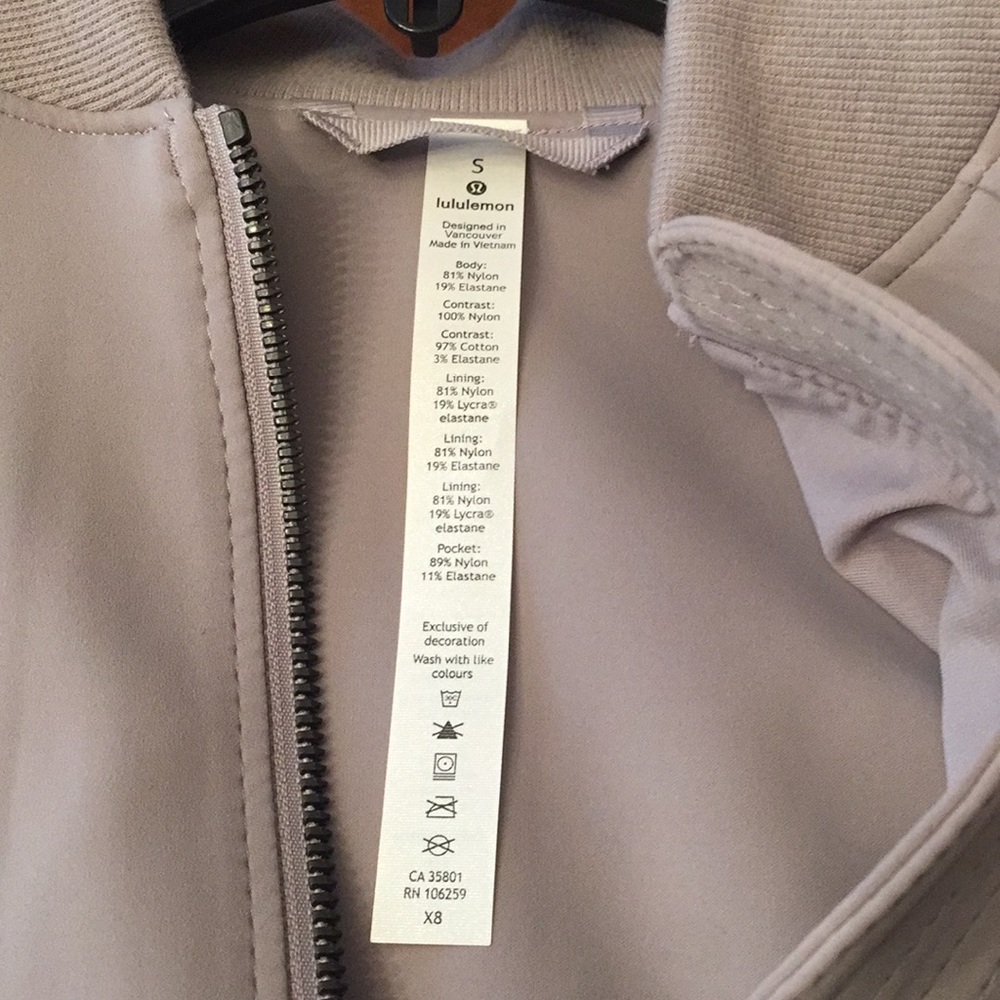 S
lululemon
Designed in
Vancouver
Made in Vietnam
Body:
81% Nylon
19% Elastane
Contrast:
100% Nylon
Contrast:
97% Cotton
3% Elastane
Lining:
81% Nylon
19% Lycra®
elastane
Lining:
81% Nylon
19% Elastane
Lining:
81% Nylon
19% Lycra®
elastane
Pocket:
89% Nylon
11% Elastane
Exclusive of
decoration
Wash with like
colours
30C
CA 35801
RN 106259
X8